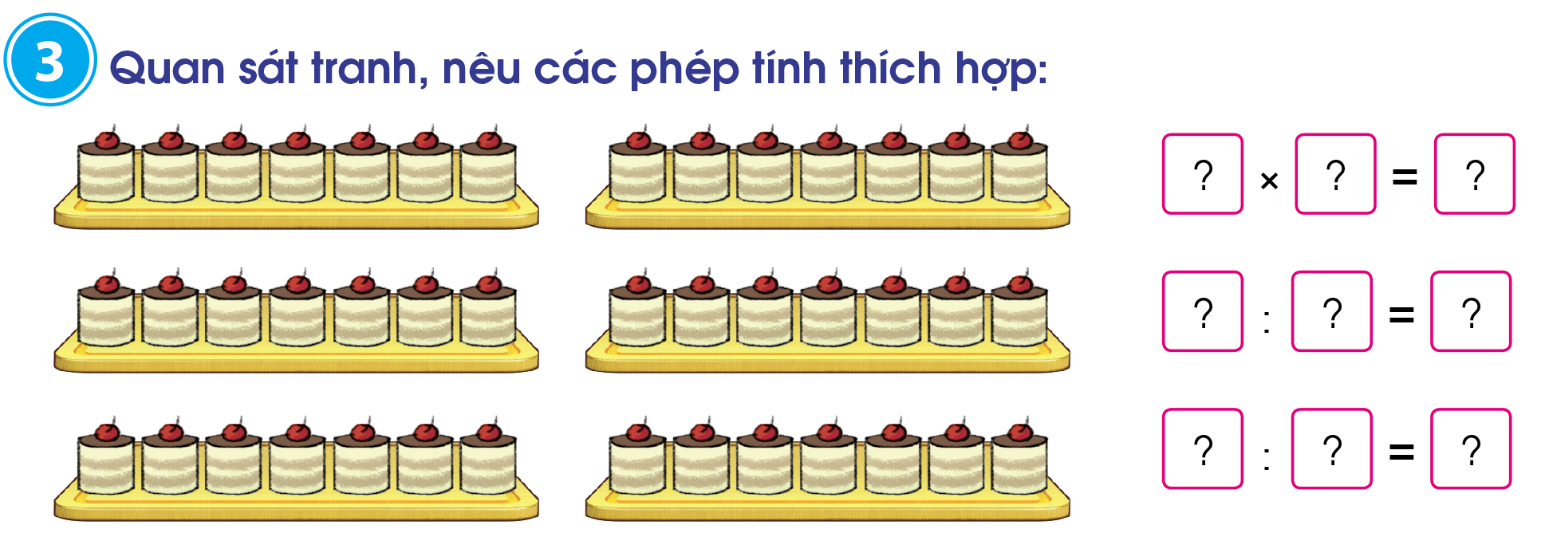 3 Quan sát tranh, nêu các phép tính thích hợp:
? × ? = ?
? : ? = ?
? : ? = ?